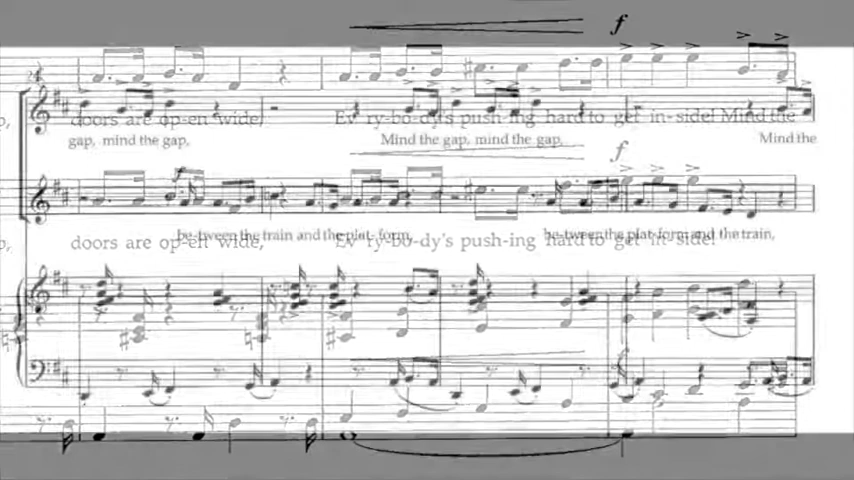 f
doors are op-en wide, Ev'ry-bo-dy's push-ing hard to get in-side! Mind the
gap, mind the gap, Mind the gap, mind the gap, Mind the
f
f
be-tween the train and the plat-form, be-tween the plat-form and the train,
doors are op-en wide, Ev'ry-bo-dy's push-ing hard to get in-side!